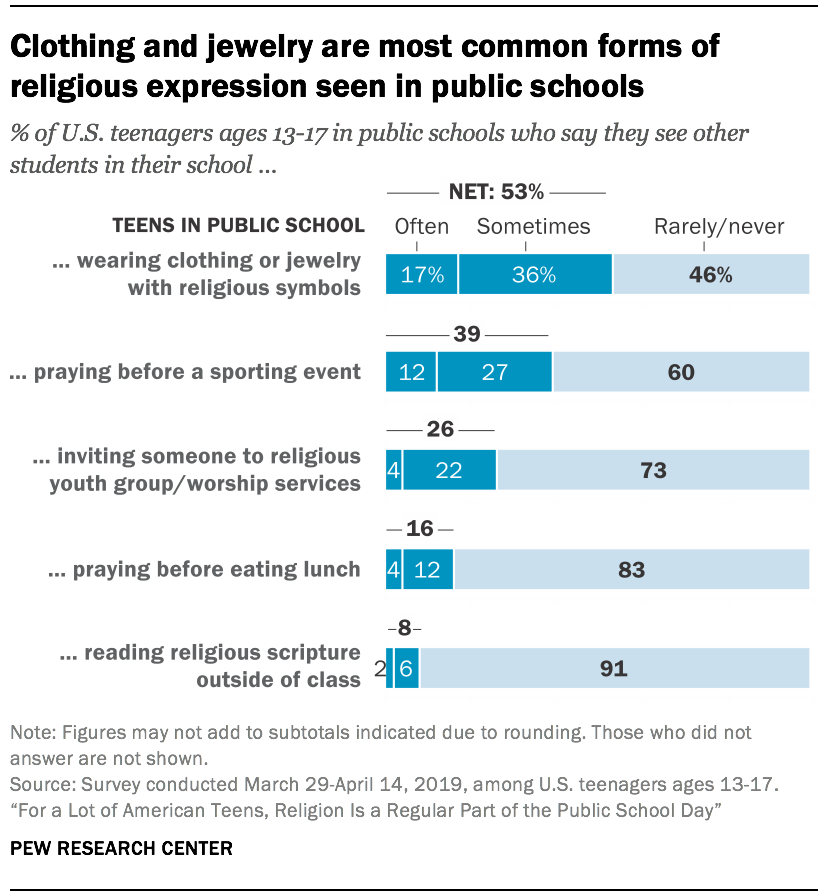 Clothing and jewelry are most common forms of
religious expression seen in public schools
% of U.S. teenagers ages 13-17 in public schools who say they see other
students in their school ...
NET: 53%
TEENS IN PUBLIC SCHOOL Often Sometimes Rarely/never
... wearing clothing or jewelry
with religious symbols
17% 36% 46%
39
... praying before a sporting event 12 27 60
26
... inviting someone to religious
youth group/worship services
4 22 73
16
... praying before eating lunch 4 12 83
8
... reading religious scripture
outside of class
2 6 91
Note: Figures may not add to subtotals indicated due to rounding. Those who did not
answer are not shown.
Source: Survey conducted March 29-April 14, 2019, among U.S. teenagers ages 13-17.
“For a Lot of American Teens, Religion Is a Regular Part of the Public School Day”
PEW RESEARCH CENTER